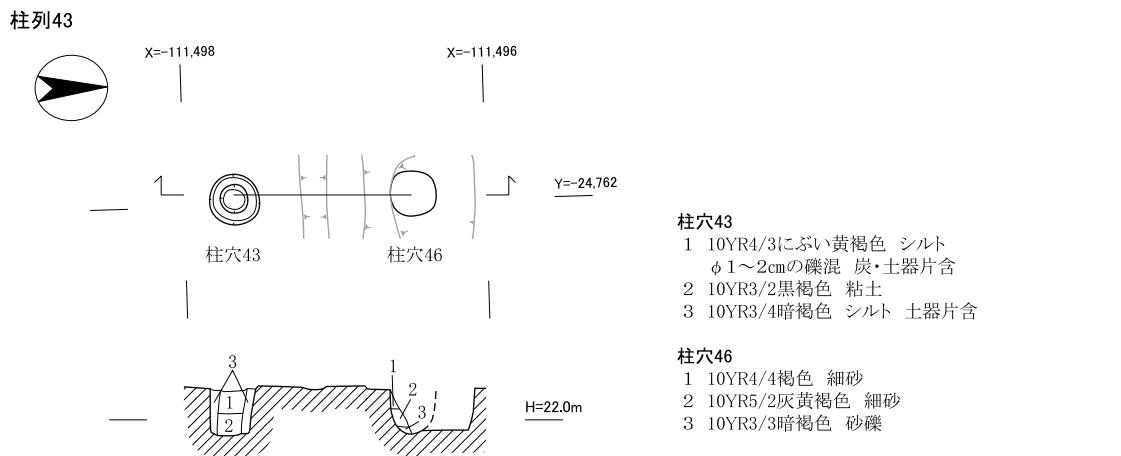 柱列43
X=-111,498
X=-111,496
Y=-24,762
柱穴43
柱穴46
3
1
2
1
2
3
H=22.0m
柱穴43
1 10YR4/3にぶい黄褐色 シルト
φ1～2㎝の礫混 炭・土器片含
2 10YR3/2黒褐色 粘土
3 10YR3/4暗褐色 シルト 土器片含
柱穴46
1 10YR4/4褐色 細砂
2 10YR5/2灰黄褐色 細砂
3 10YR3/3暗褐色 砂礫